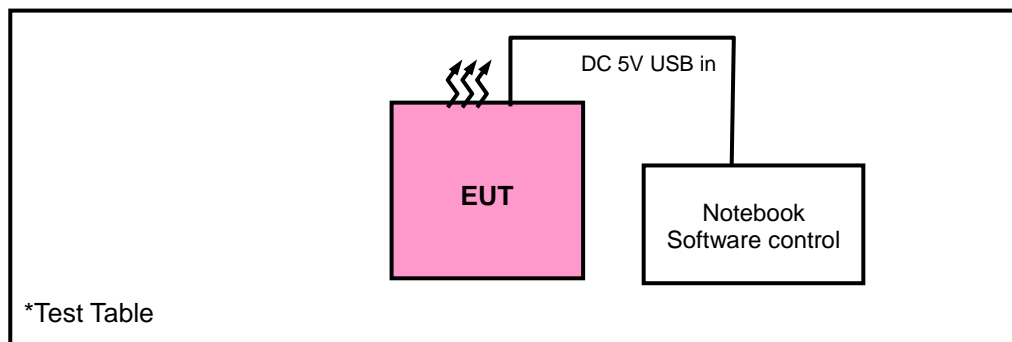 DC 5V USB in
EUT
Notebook
Software control
*Test Table